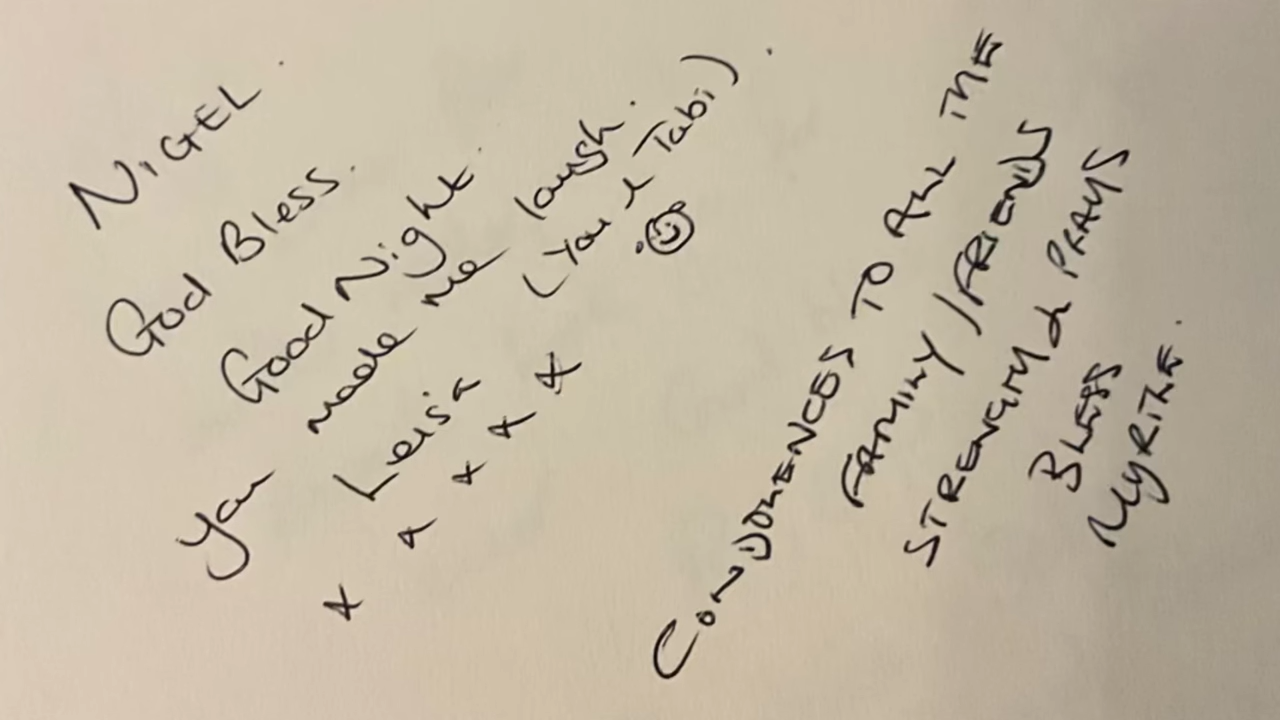 NIGEL.
God Bless.
Good Night.
You made me laugh.
Leisa (You & Tabi).
x x x x x
CONDOLENCES TO ALL THE
FAMILY / FRIENDS
STRENGTH & PRAYS
BLESS
MYRITHE.